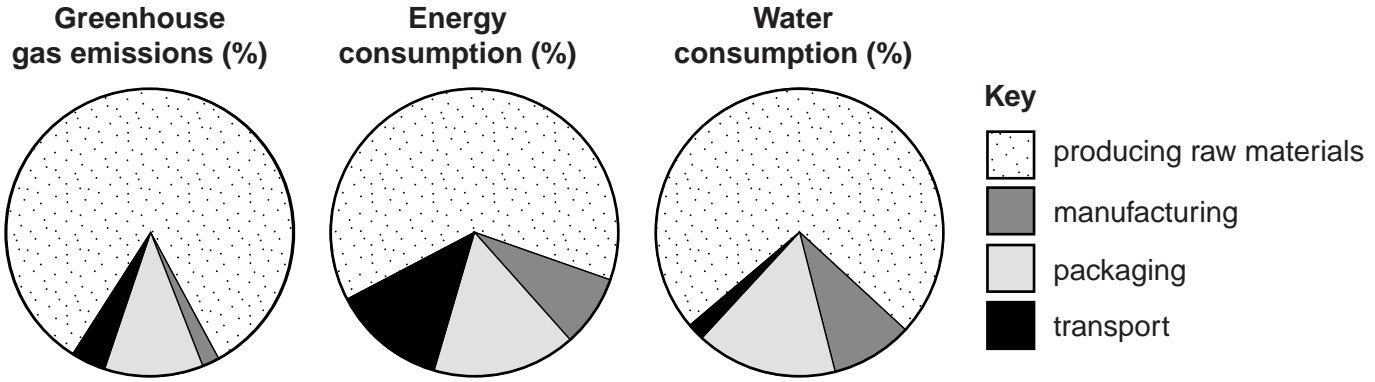 Greenhouse
gas emissions (%)
Energy
consumption (%)
Water
consumption (%)
Key
producing raw materials
manufacturing
packaging
transport